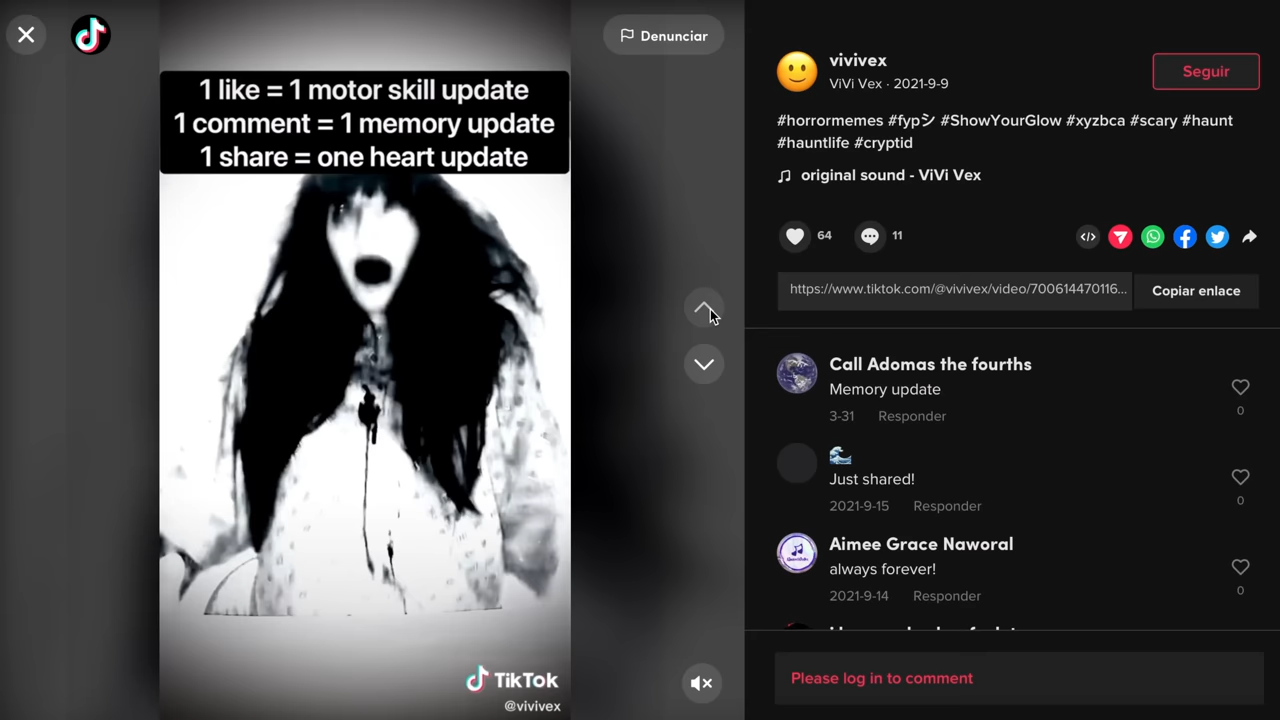 Denunciar
1 like = 1 motor skill update
1 comment = 1 memory update
1 share = one heart update
TikTok
@vivivex
vivivex
ViVi Vex · 2021-9-9
Seguir
#horrormemes #fypシ #ShowYourGlow #xyzbca #scary #haunt
#hauntlife #cryptid
original sound - ViVi Vex
64
11
https://www.tiktok.com/@vivivex/video/700614470116...
Copiar enlace
Call Adomas the fourths
Memory update
3-31 Responder
0
Just shared!
2021-9-15 Responder
0
Aimee Grace Naworal
always forever!
2021-9-14 Responder
0
Please log in to comment